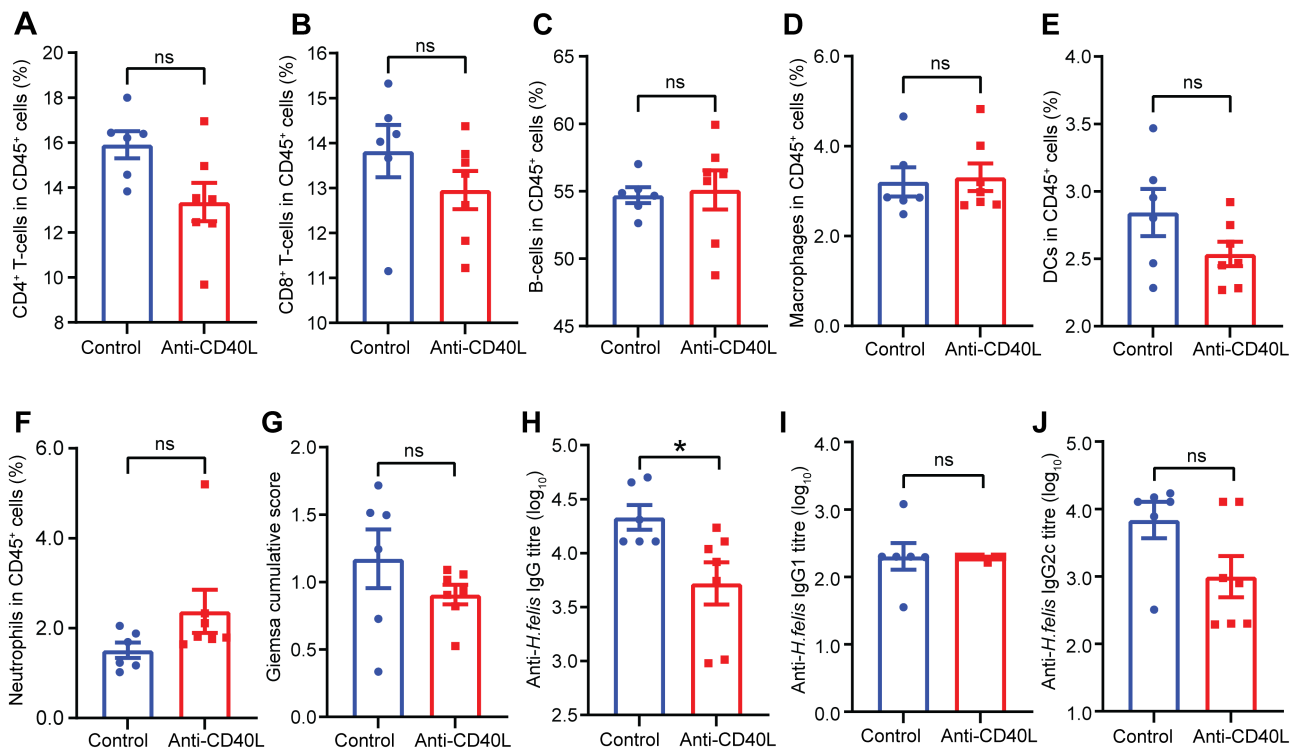 A
CD4⁺ T-cells in CD45⁺ cells (%)
20
18
16
14
12
10
8
ns
Control
Anti-CD40L
B
CD8⁺ T-cells in CD45⁺ cells (%)
16
15
14
13
12
11
10
ns
Control
Anti-CD40L
C
B-cells in CD45⁺ cells (%)
65
60
55
50
45
ns
Control
Anti-CD40L
D
Macrophages in CD45⁺ cells (%)
6.0
4.0
2.0
0.0
ns
Control
Anti-CD40L
E
DCs in CD45⁺ cells (%)
4.0
3.5
3.0
2.5
2.0
ns
Control
Anti-CD40L
F
Neutrophils in CD45⁺ cells (%)
6.0
4.0
2.0
0.0
ns
Control
Anti-CD40L
G
Giemsa cumulative score
2.0
1.5
1.0
0.5
0.0
ns
Control
Anti-CD40L
H
Anti-H.felis IgG titre (log₁₀)
5.0
4.5
4.0
3.5
3.0
2.5
*
Control
Anti-CD40L
I
Anti-H.felis IgG1 titre (log₁₀)
4.0
3.0
2.0
1.0
0.0
ns
Control
Anti-CD40L
J
Anti-H.felis IgG2c titre (log₁₀)
5.0
4.0
3.0
2.0
1.0
ns
Control
Anti-CD40L